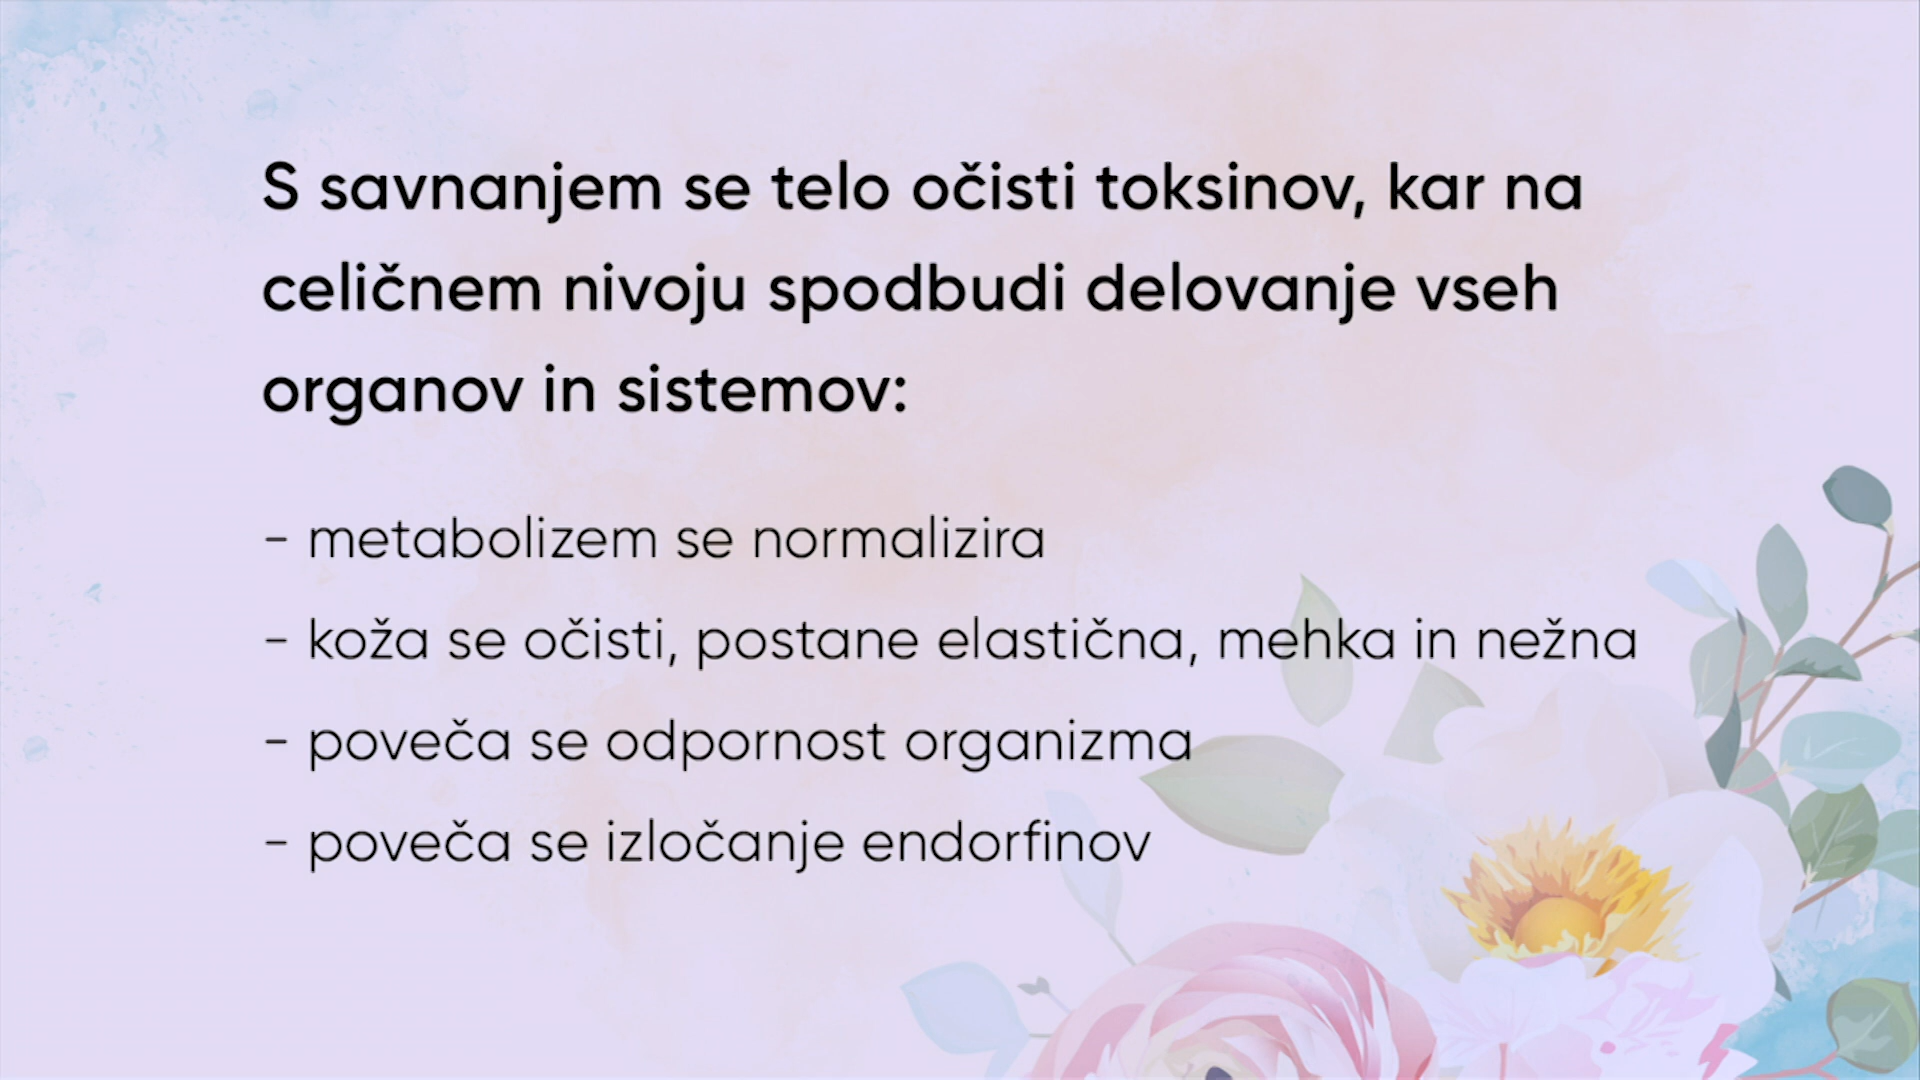 S savnanjem se telo očisti toksinov, kar na
celičnem nivoju spodbudi delovanje vseh
organov in sistemov:
- metabolizem se normalizira
- koža se očisti, postane elastična, mehka in nežna
- poveča se odpornost organizma
- poveča se izločanje endorfinov